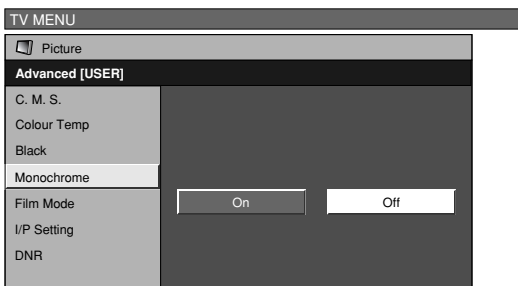 TV MENU
Picture
Advanced [USER]
C. M. S.
Colour Temp
Black
Monochrome
Film Mode
On
Off
I/P Setting
DNR